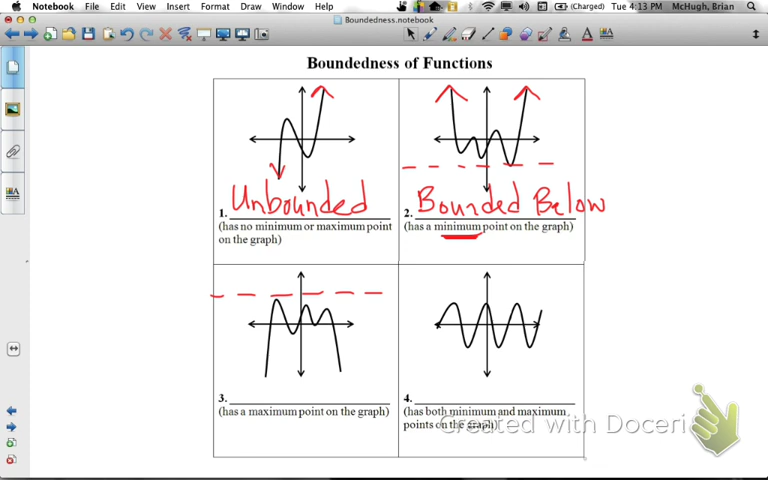 Notebook File Edit View Insert Format Draw Window Help (Charged) Tue 4:13 PM McHugh, Brian
Boundedness.notebook
Boundedness of Functions
1. Unbounded
(has no minimum or maximum point
on the graph)
2. Bounded Below
(has a minimum point on the graph)
3.
(has a maximum point on the graph)
4.
(has both minimum and maximum
points on the graph)
Created with Doceri